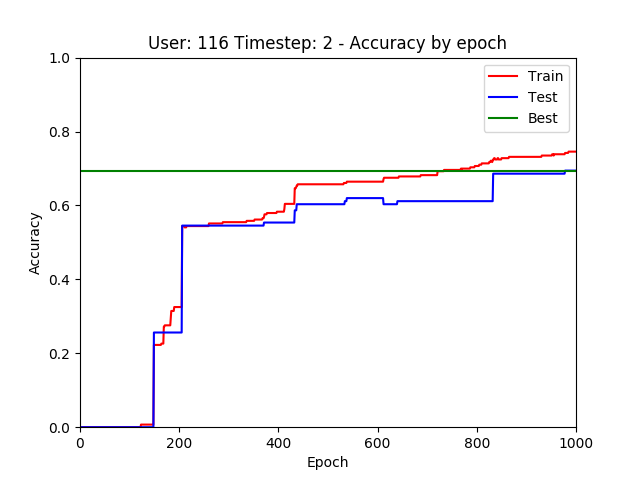 User: 116 Timestep: 2 - Accuracy by epoch
Train
Test
Best
1.0
0.8
0.6
0.4
0.2
0.0
Accuracy
0 200 400 600 800 1000
Epoch